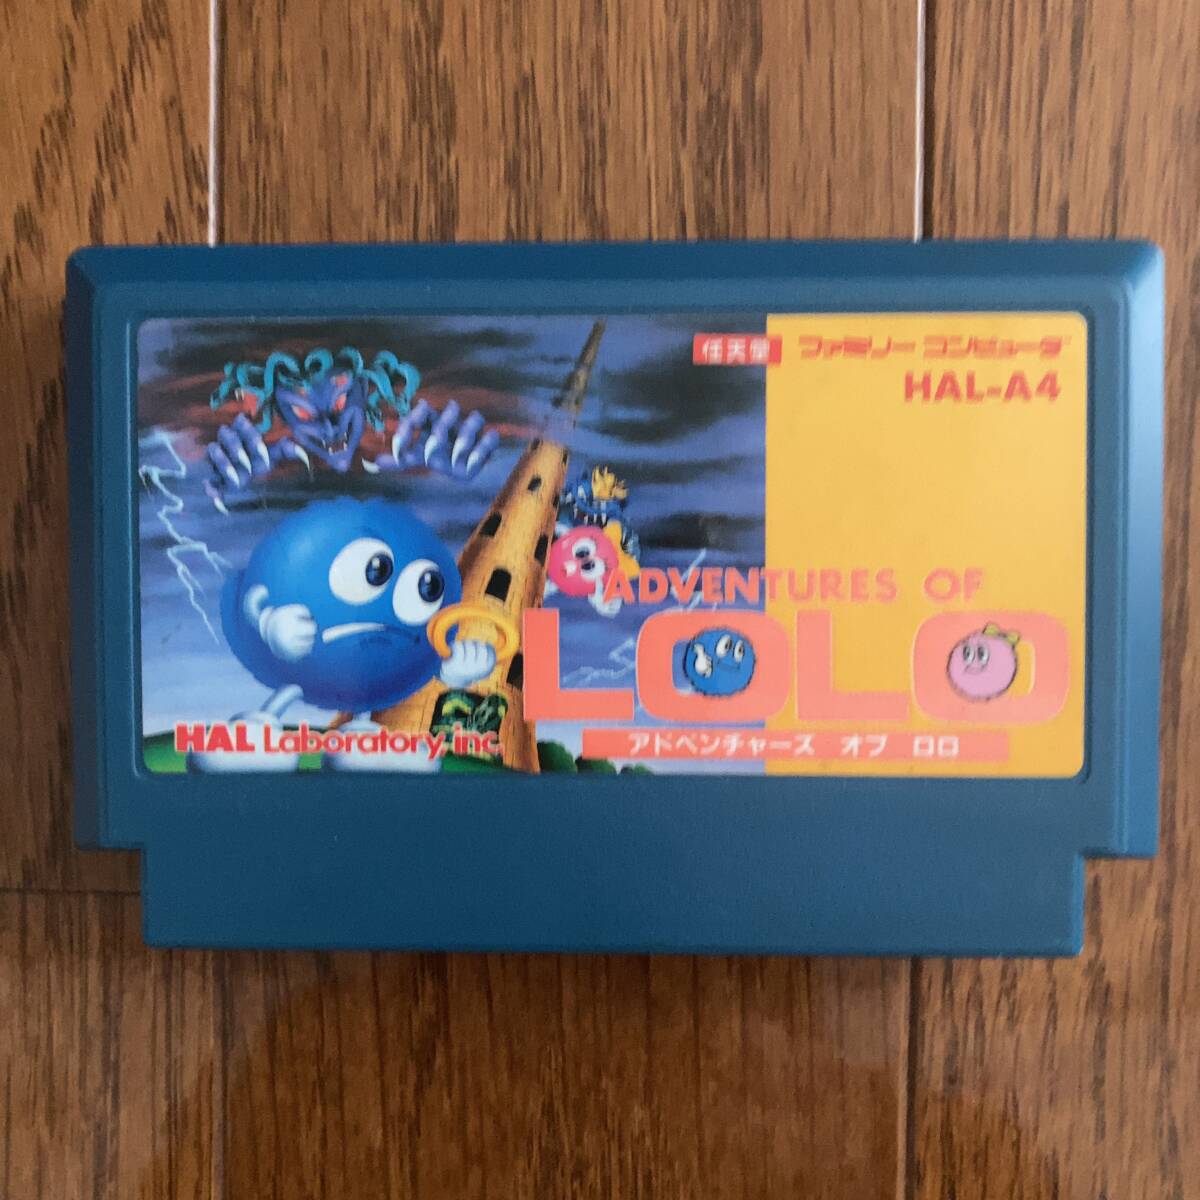 任天堂 ファミリー コンピュータ
HAL-A4
ADVENTURES OF
LOLO
HAL Laboratory, inc.
アドベンチャーズ オブ ロロ